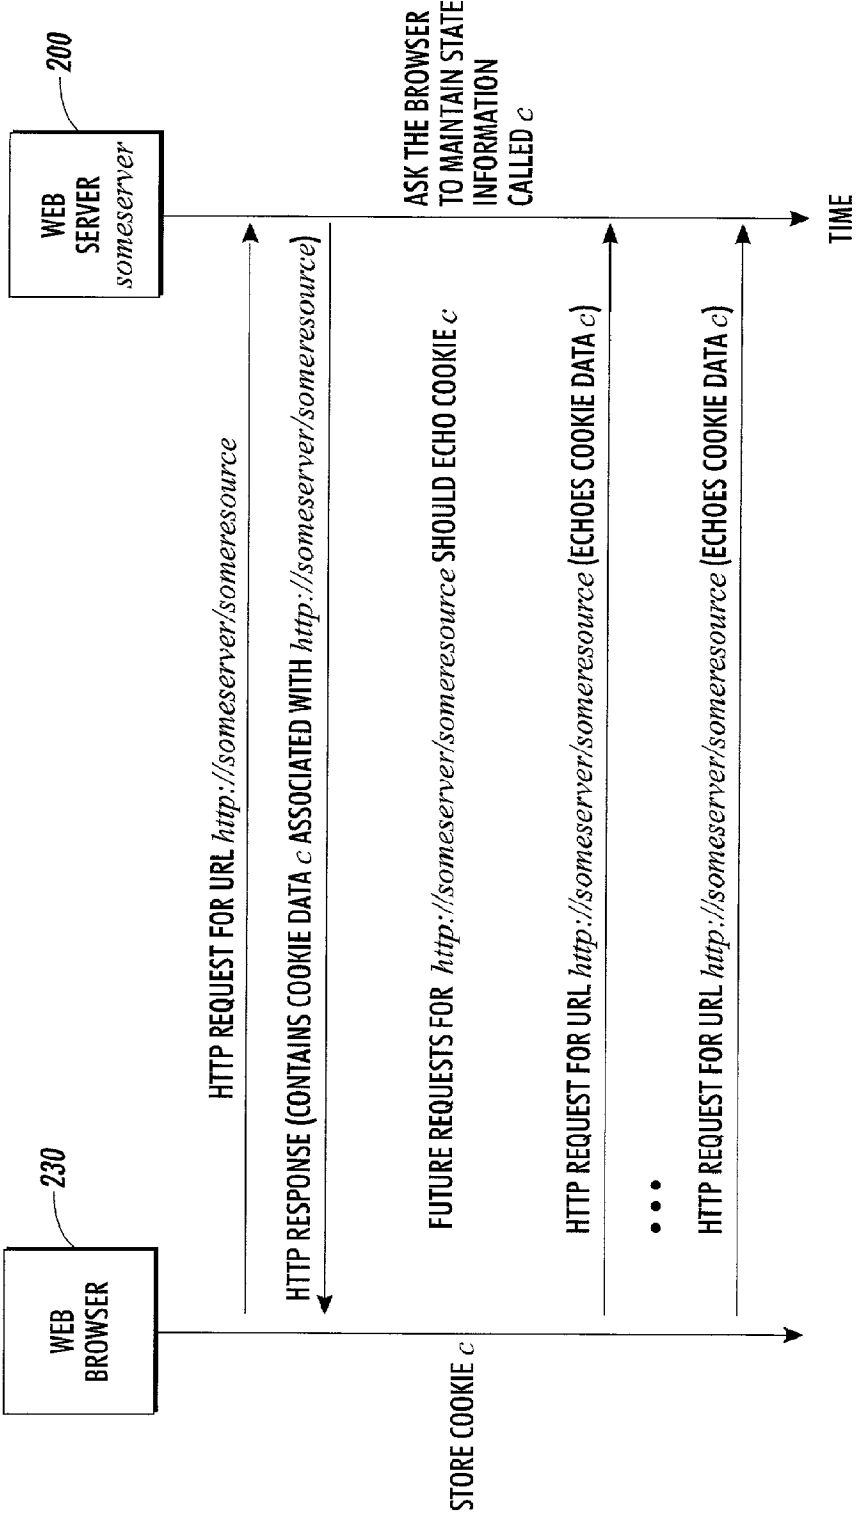 WEB
BROWSER
230
WEB
SERVER
someserver
200
HTTP REQUEST FOR URL http://someserver/someresource
HTTP RESPONSE (CONTAINS COOKIE DATA c ASSOCIATED WITH http://someserver/someresource)
STORE COOKIE c
FUTURE REQUESTS FOR http://someserver/someresource SHOULD ECHO COOKIE c
ASK THE BROWSER
TO MAINTAIN STATE
INFORMATION
CALLED c
HTTP REQUEST FOR URL http://someserver/someresource (ECHOES COOKIE DATA c)
•••
HTTP REQUEST FOR URL http://someserver/someresource (ECHOES COOKIE DATA c)
TIME